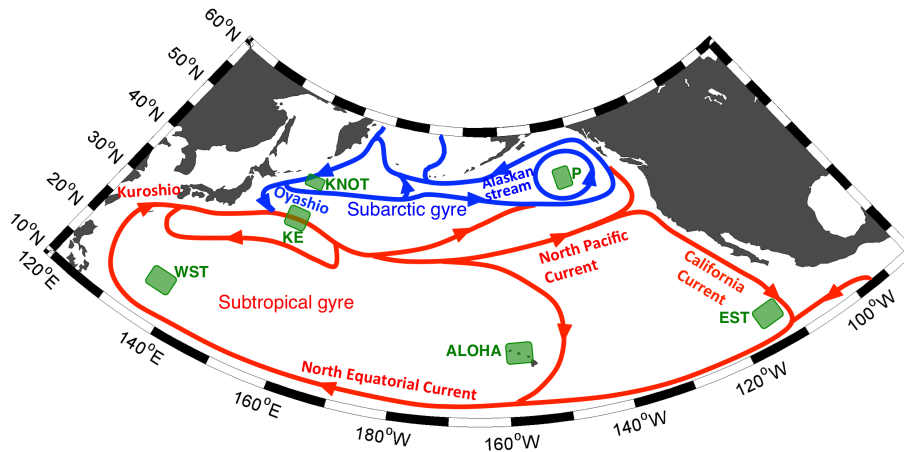 60°N
50°N
40°N
30°N
20°N
10°N
120°E
140°E
160°E
180°W
160°W
140°W
120°W
100°W
Kuroshio
Oyashio
KNOT
KE
Subarctic gyre
Alaskan
stream
P
WST
Subtropical gyre
North Pacific
Current
California
Current
EST
ALOHA
North Equatorial Current